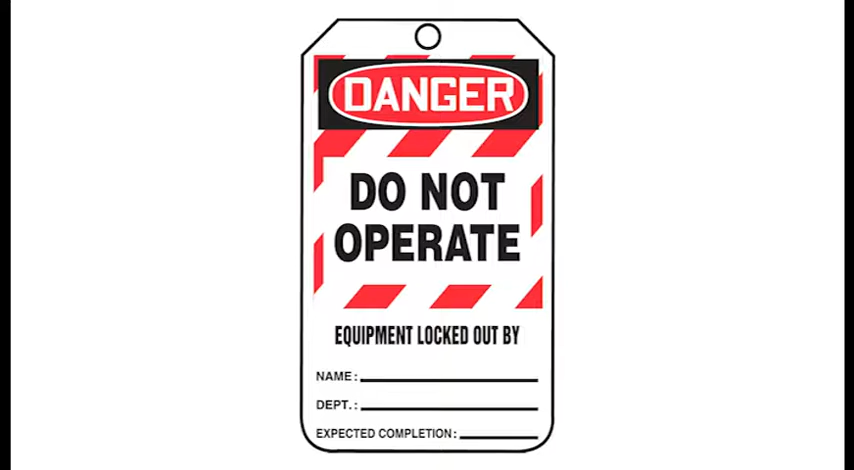 DANGER
DO NOT
OPERATE
EQUIPMENT LOCKED OUT BY
NAME:
DEPT.:
EXPECTED COMPLETION: